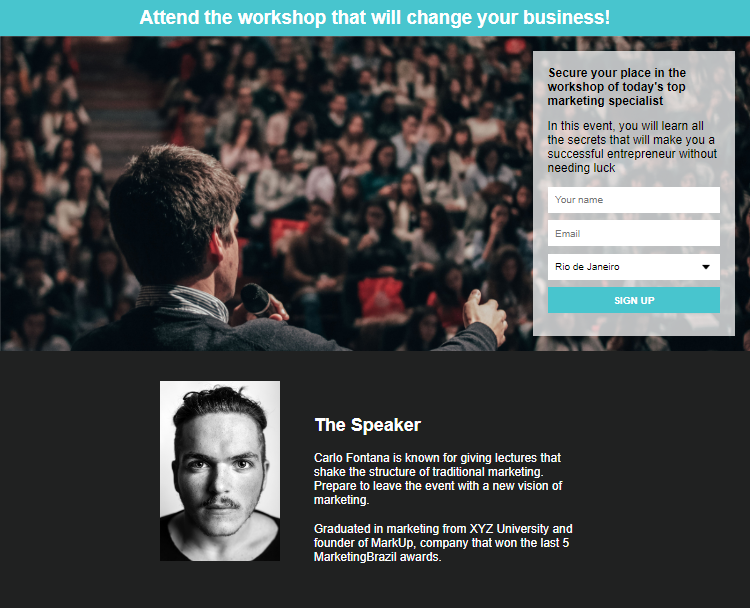 Attend the workshop that will change your business!
Secure your place in the
workshop of today's top
marketing specialist
In this event, you will learn all
the secrets that will make you a
successful entrepreneur without
needing luck
Your name
Email
Rio de Janeiro
SIGN UP
The Speaker
Carlo Fontana is known for giving lectures that
shake the structure of traditional marketing.
Prepare to leave the event with a new vision of
marketing.
Graduated in marketing from XYZ University and
founder of MarkUp, company that won the last 5
MarketingBrazil awards.